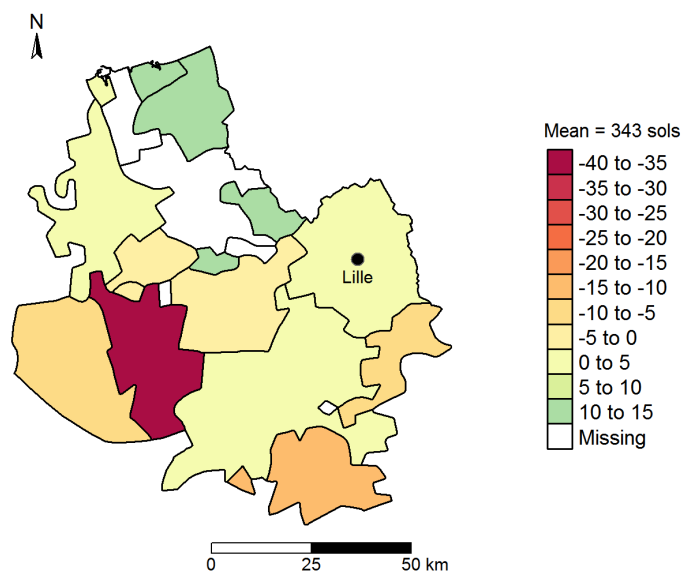 N
Mean = 343 sols
-40 to -35
-35 to -30
-30 to -25
-25 to -20
-20 to -15
-15 to -10
-10 to -5
-5 to 0
0 to 5
5 to 10
10 to 15
Missing
Lille
0 25 50 km